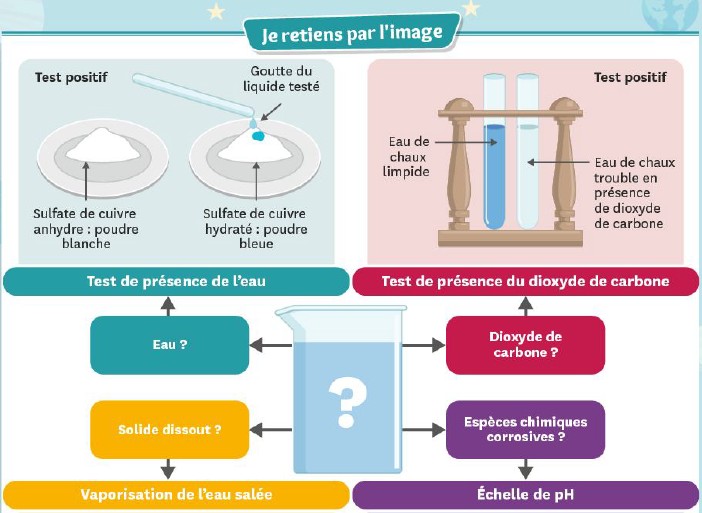 Je retiens par l'image
Test positif
Goutte du
liquide testé
Sulfate de cuivre
anhydre : poudre
blanche
Sulfate de cuivre
hydraté : poudre
bleue
Test positif
Eau de
chaux
limpide
Eau de chaux
trouble en
présence
de dioxyde
de carbone
Test de présence de l'eau
Test de présence du dioxyde de carbone
Eau ?
Dioxyde de
carbone ?
?
Solide dissout ?
Espèces chimiques
corrosives ?
Vaporisation de l'eau salée
Échelle de pH